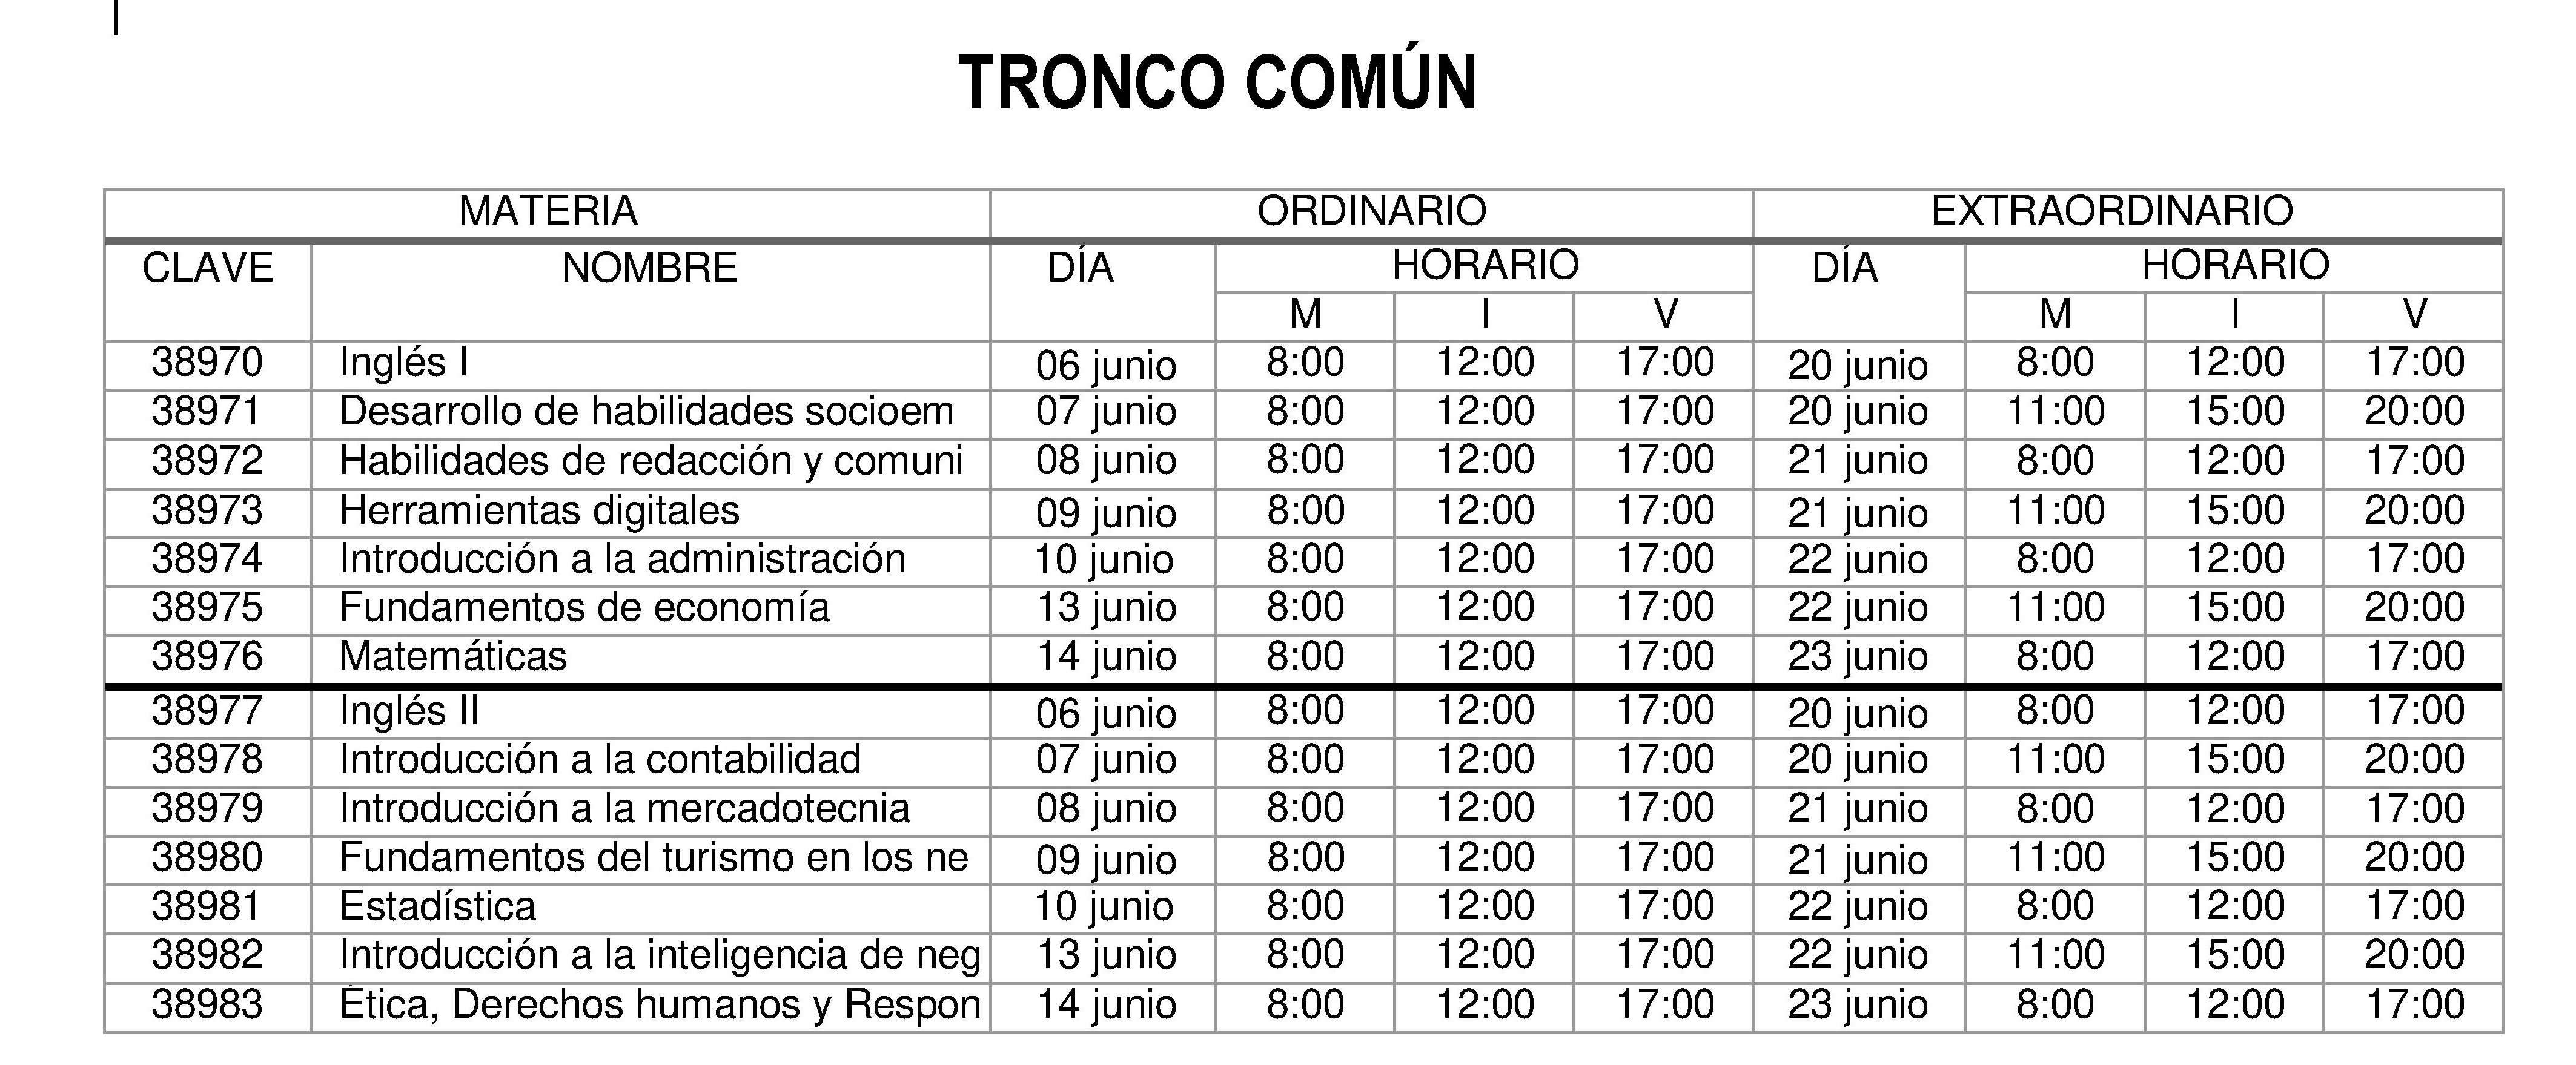 TRONCO COMÚN
MATERIA ORDINARIO EXTRAORDINARIO
CLAVE NOMBRE DÍA HORARIO DÍA HORARIO
M I V M I V
38970 Inglés I 06 junio 8:00 12:00 17:00 20 junio 8:00 12:00 17:00
38971 Desarrollo de habilidades socioem 07 junio 8:00 12:00 17:00 20 junio 11:00 15:00 20:00
38972 Habilidades de redacción y comuni 08 junio 8:00 12:00 17:00 21 junio 8:00 12:00 17:00
38973 Herramientas digitales 09 junio 8:00 12:00 17:00 21 junio 11:00 15:00 20:00
38974 Introducción a la administración 10 junio 8:00 12:00 17:00 22 junio 8:00 12:00 17:00
38975 Fundamentos de economía 13 junio 8:00 12:00 17:00 22 junio 11:00 15:00 20:00
38976 Matemáticas 14 junio 8:00 12:00 17:00 23 junio 8:00 12:00 17:00
38977 Inglés II 06 junio 8:00 12:00 17:00 20 junio 8:00 12:00 17:00
38978 Introducción a la contabilidad 07 junio 8:00 12:00 17:00 20 junio 11:00 15:00 20:00
38979 Introducción a la mercadotecnia 08 junio 8:00 12:00 17:00 21 junio 8:00 12:00 17:00
38980 Fundamentos del turismo en los ne 09 junio 8:00 12:00 17:00 21 junio 11:00 15:00 20:00
38981 Estadística 10 junio 8:00 12:00 17:00 22 junio 8:00 12:00 17:00
38982 Introducción a la inteligencia de neg 13 junio 8:00 12:00 17:00 22 junio 11:00 15:00 20:00
38983 Ética, Derechos humanos y Respon 14 junio 8:00 12:00 17:00 23 junio 8:00 12:00 17:00